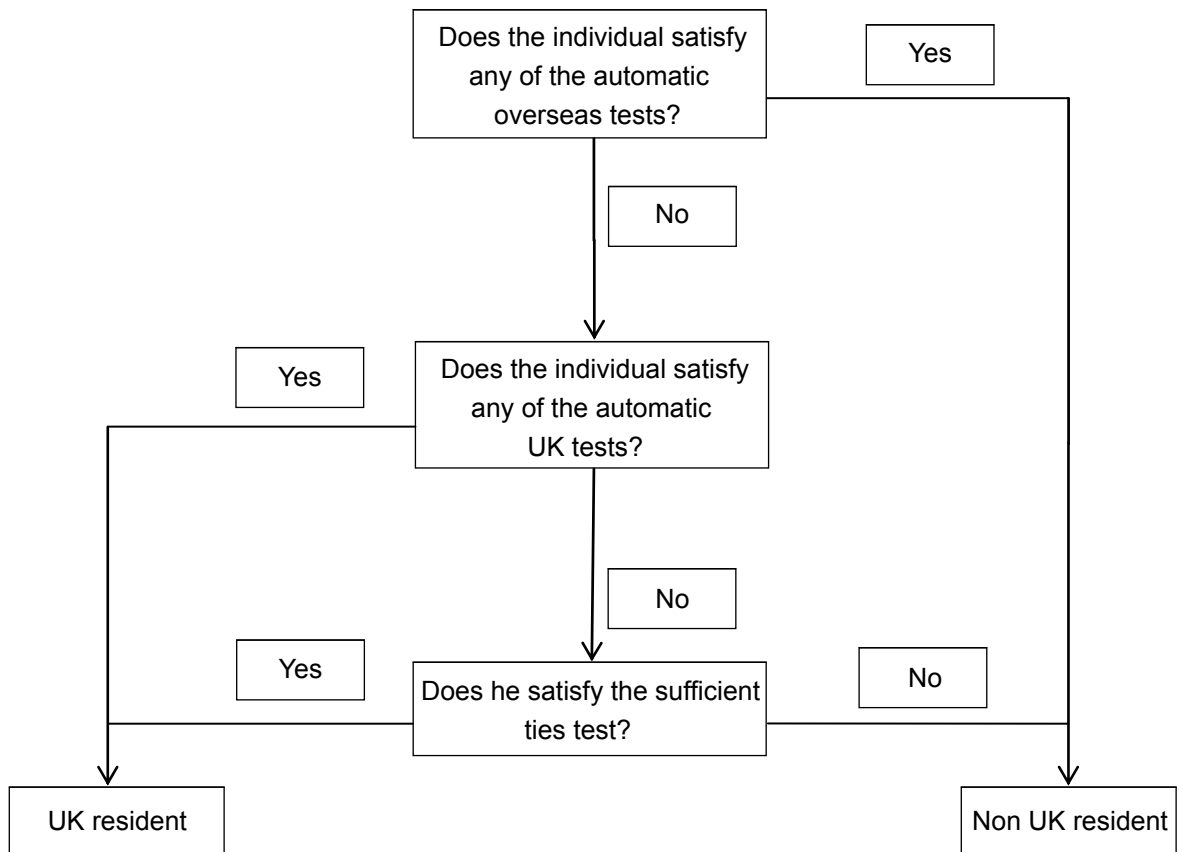 Does the individual satisfy
any of the automatic
overseas tests?
Yes
No
Yes
Does the individual satisfy
any of the automatic
UK tests?
No
Yes
Does he satisfy the sufficient
ties test?
No
UK resident
Non UK resident